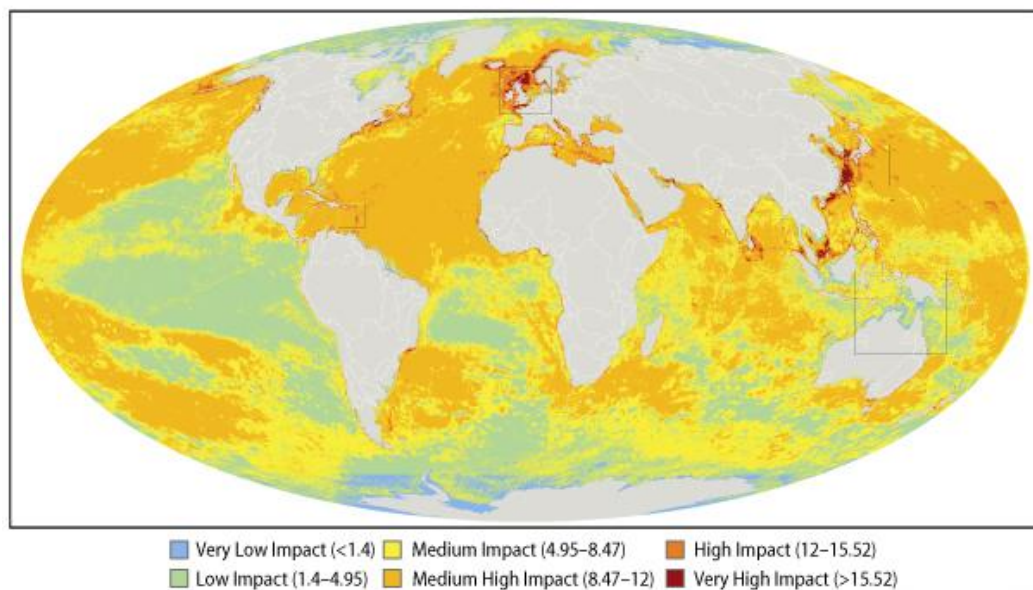 Very Low Impact (<1.4) Medium Impact (4.95–8.47) High Impact (12–15.52)
Low Impact (1.4–4.95) Medium High Impact (8.47–12) Very High Impact (>15.52)